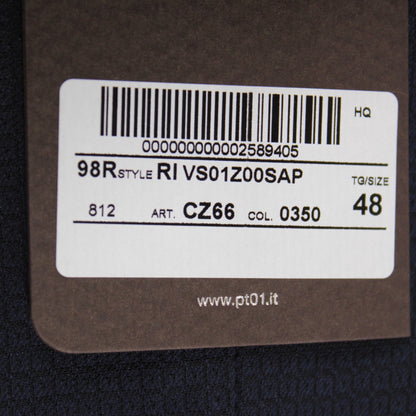 HQ
000000000002589405
98R STYLE RI VS01Z00SAP
TG/SIZE
812 ART. CZ66 COL. 0350 48
www.pt01.it